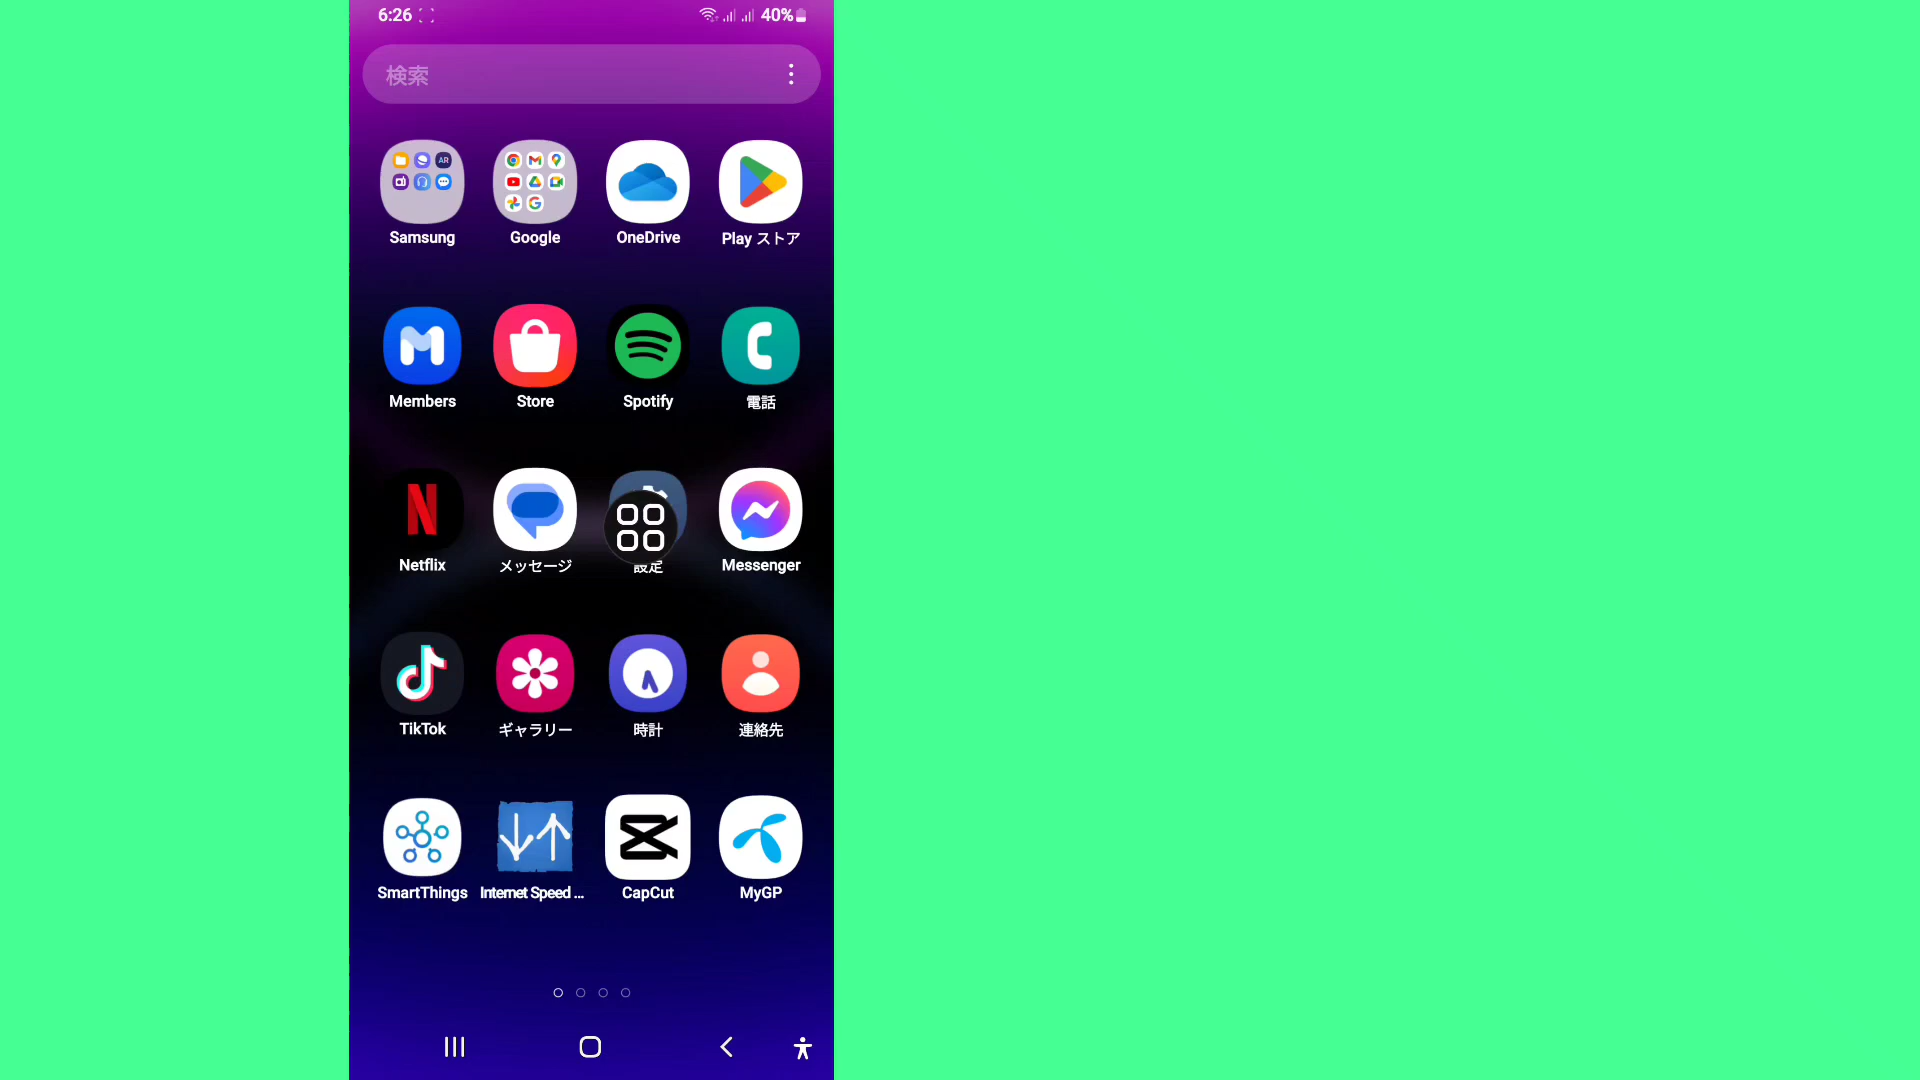 6:26 40%
検索
Samsung Google OneDrive Play ストア
Members Store Spotify 電話
Netflix メッセージ 設定 Messenger
TikTok ギャラリー 時計 連絡先
SmartThings Internet Speed ... CapCut MyGP